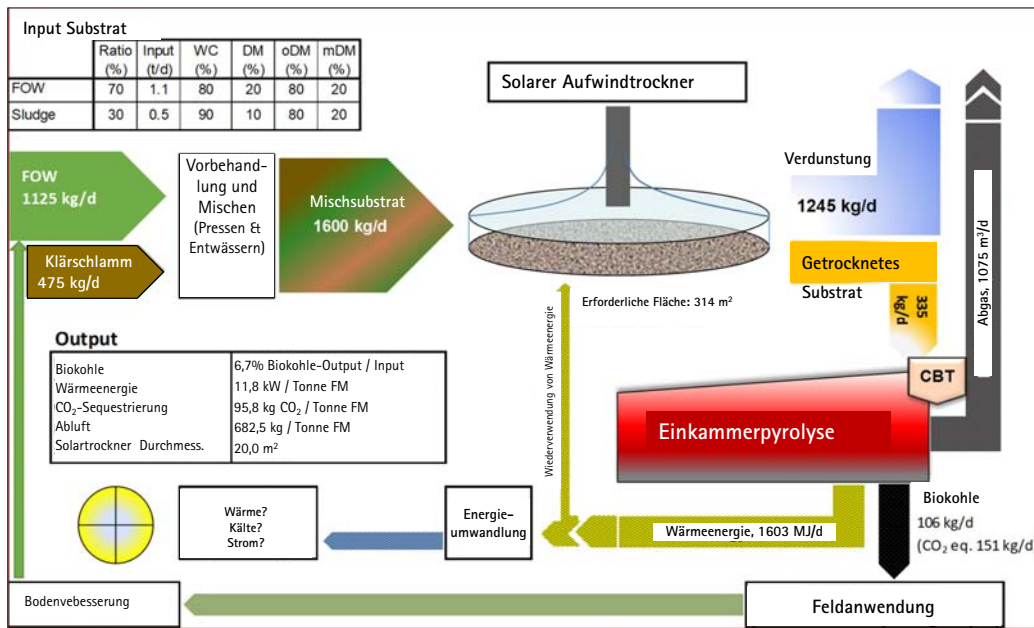 Input Substrat
Ratio (%) Input (t/d) WC (%) DM (%) oDM (%) mDM (%)
FOW 70 1.1 80 20 80 20
Sludge 30 0.5 90 10 80 20
Solarer Aufwindtrockner
FOW
1125 kg/d
Vorbehand-
lung und
Mischen
(Pressen &
Entwässern)
Mischsubstrat
1600 kg/d
Klärschlamm
475 kg/d
Verdunstung
1245 kg/d
Getrocknetes
Substrat
335
kg/d
Abgas, 1075 m³/d
Erforderliche Fläche: 314 m²
Wiederverwendung von Wärmeenergie
CBT
Einkammerpyrolyse
Output
Biokohle 6,7% Biokohle-Output / Input
Wärmeenergie 11,8 kW / Tonne FM
CO₂-Sequestrierung 95,8 kg CO₂ / Tonne FM
Abluft 682,5 kg / Tonne FM
Solartrockner Durchmess. 20,0 m²
Wärme?
Kälte?
Strom?
Energie-
umwandlung
Wärmeenergie, 1603 MJ/d
Biokohle
106 kg/d
(CO₂ eq. 151 kg/d
Bodenvebesserung
Feldanwendung